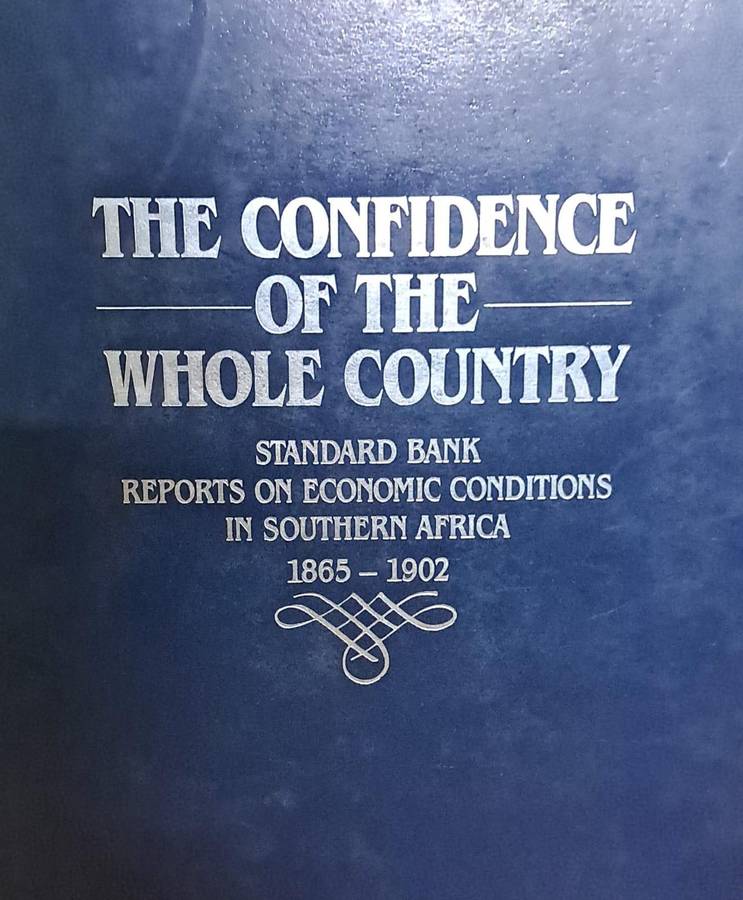 THE CONFIDENCE
OF THE
WHOLE COUNTRY
STANDARD BANK
REPORTS ON ECONOMIC CONDITIONS
IN SOUTHERN AFRICA
1865 – 1902